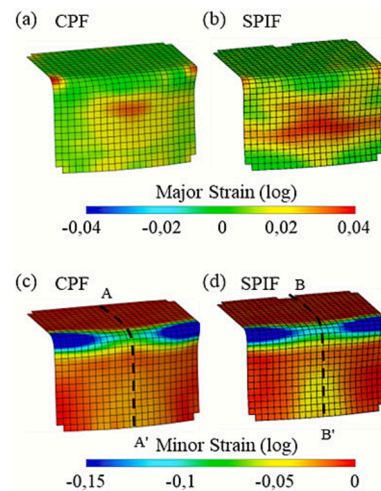 (a) CPF (b) SPIF
Major Strain (log)
-0,04 -0,02 0 0,02 0,04
(c) CPF (d) SPIF
A B
A' B'
Minor Strain (log)
-0,15 -0,1 -0,05 0